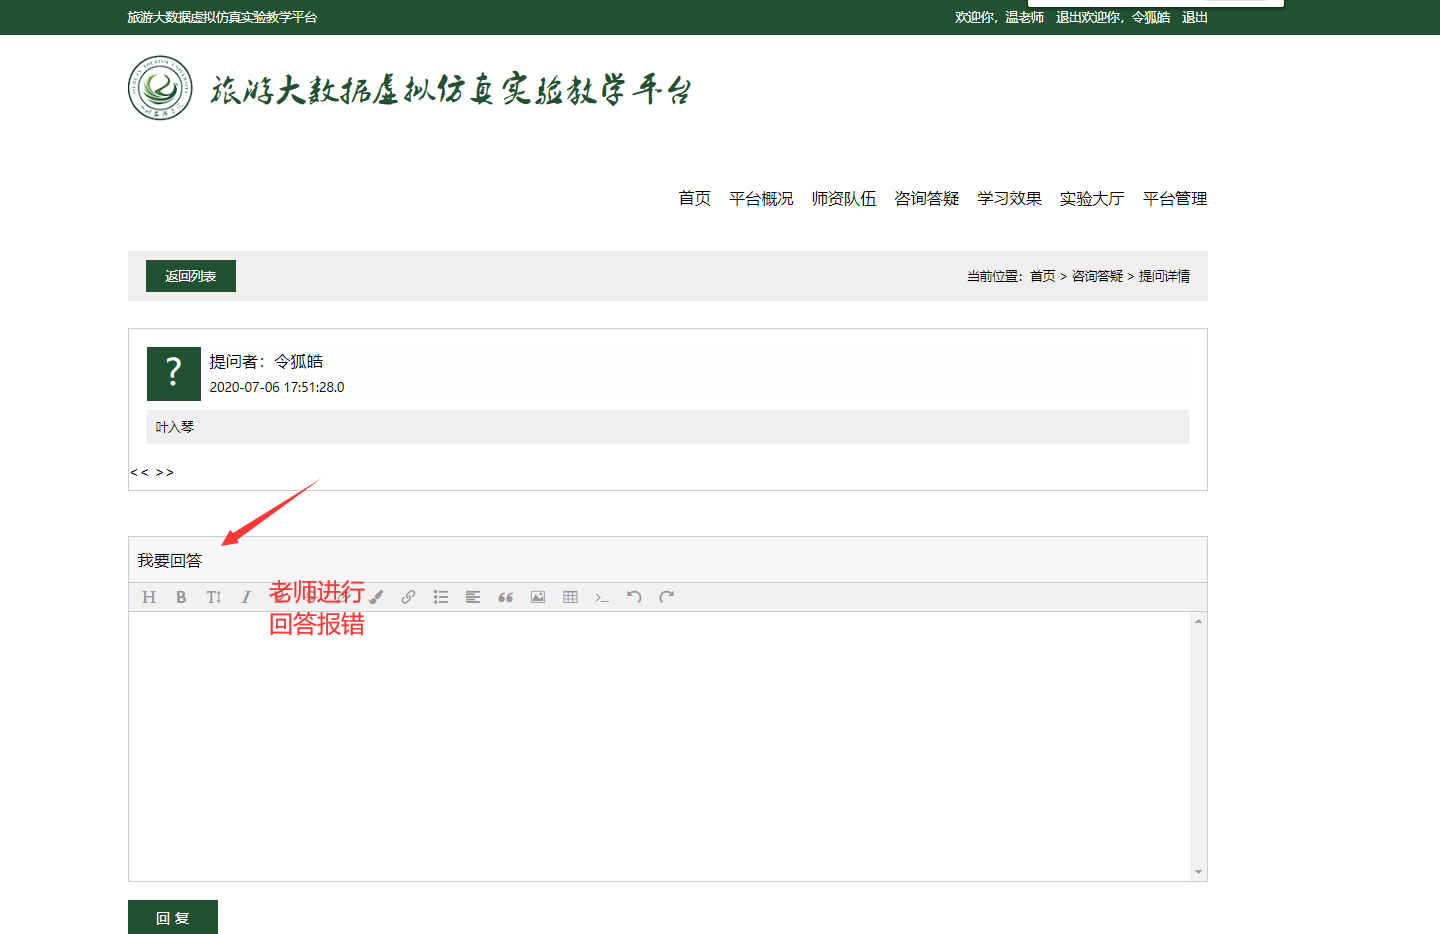 旅游大数据虚拟仿真实验教学平台
欢迎你，温老师 退出欢迎你，令狐皓 退出
旅游大数据虚拟仿真实验教学平台
首页 平台概况 师资队伍 咨询答疑 学习效果 实验大厅 平台管理
返回列表
当前位置：首页 > 咨询答疑 > 提问详情
?
提问者：令狐皓
2020-07-06 17:51:28.0
叶入琴
<< >>
我要回答
老师进行
回答报错
回 复